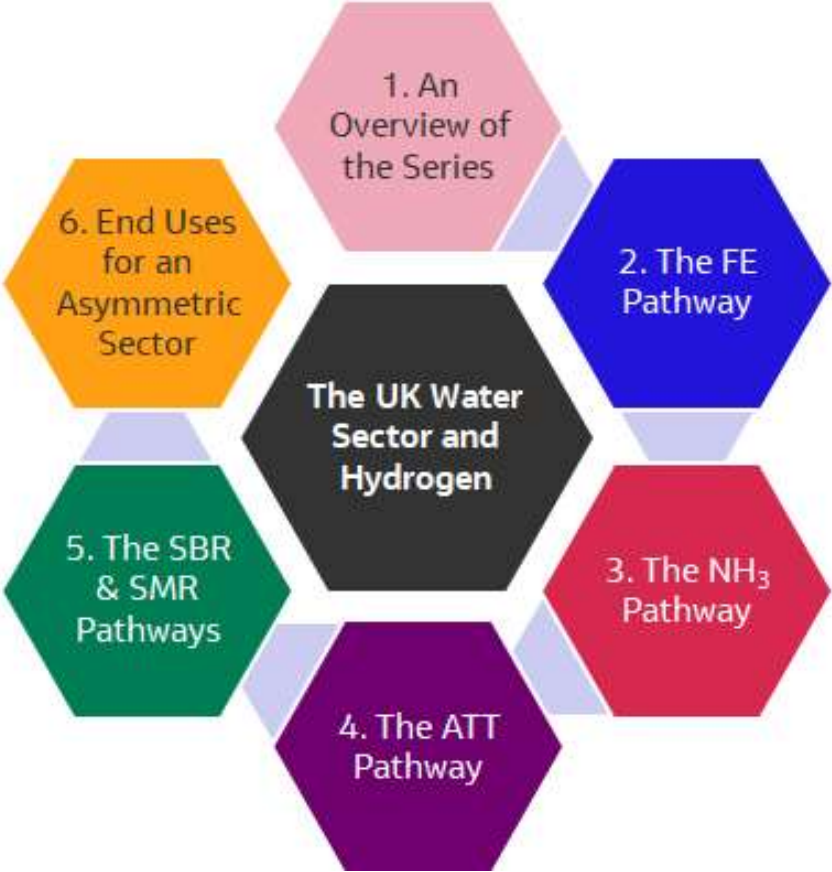 1. An
Overview of
the Series
2. The FE
Pathway
3. The NH₃
Pathway
4. The ATT
Pathway
5. The SBR
& SMR
Pathways
6. End Uses
for an
Asymmetric
Sector
The UK Water
Sector and
Hydrogen